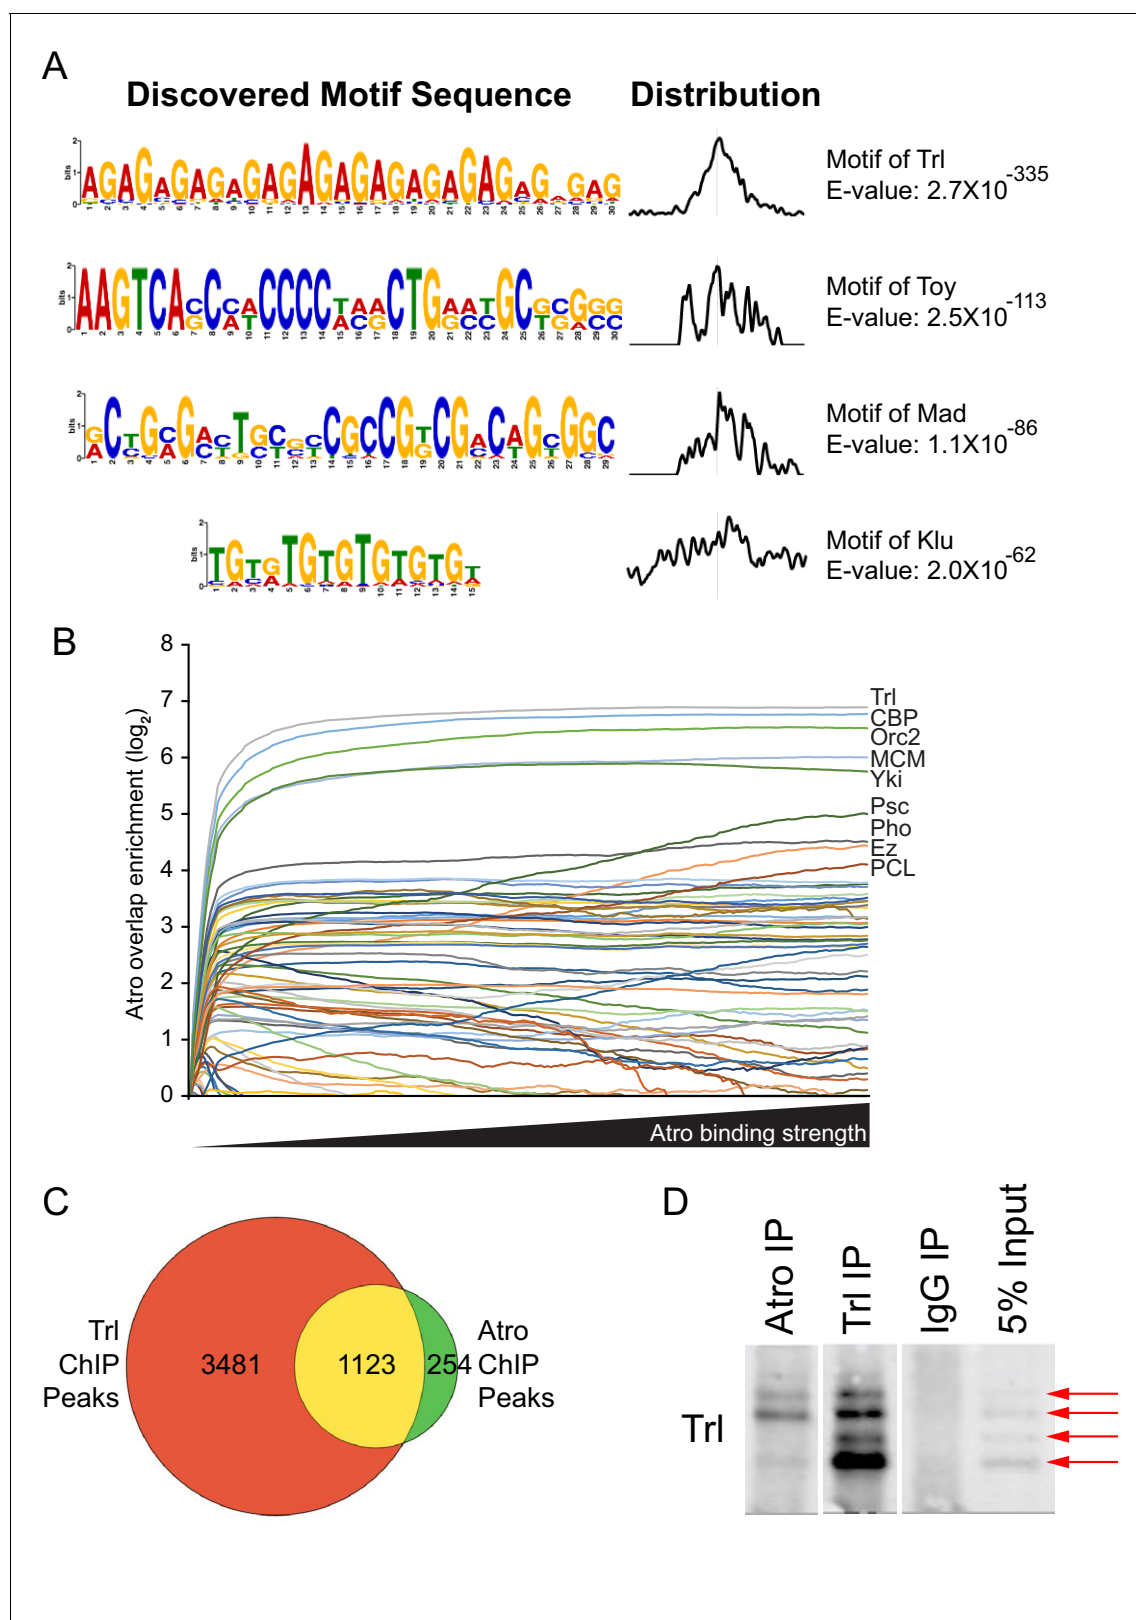 A
Discovered Motif Sequence
Distribution
Motif of Trl
E-value: 2.7X10-335
Motif of Toy
E-value: 2.5X10-113
Motif of Mad
E-value: 1.1X10-86
Motif of Klu
E-value: 2.0X10-62
B
Atro overlap enrichment (log2)
8
7
6
5
4
3
2
1
0
Trl
CBP
Orc2
MCM
Yki
Psc
Pho
Ez
PCL
Atro binding strength
C
Trl
ChIP
Peaks
3481
1123
254
Atro
ChIP
Peaks
D
Atro IP
Trl IP
IgG IP
5% Input
Trl